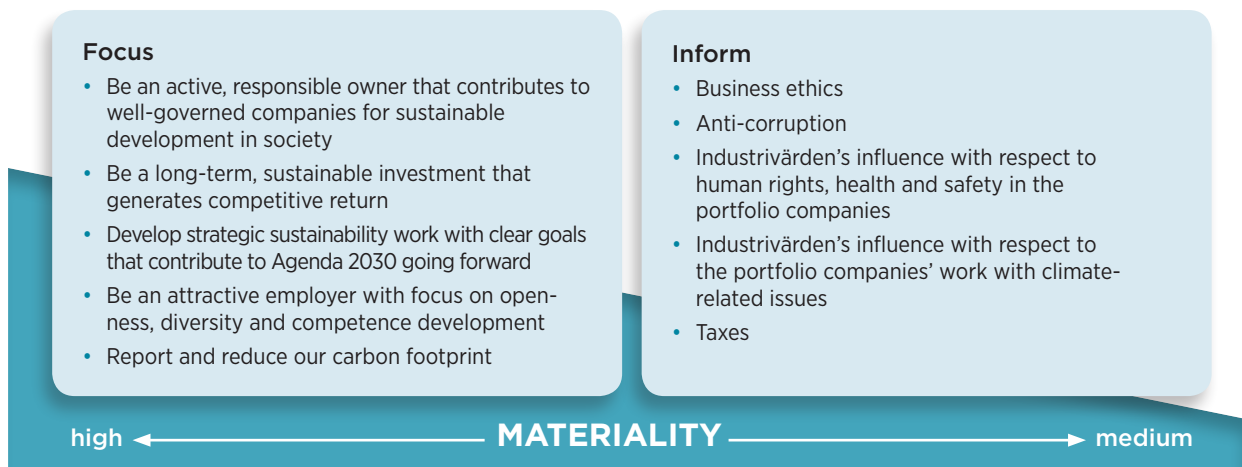 Focus
• Be an active, responsible owner that contributes to
well-governed companies for sustainable
development in society
• Be a long-term, sustainable investment that
generates competitive return
• Develop strategic sustainability work with clear goals
that contribute to Agenda 2030 going forward
• Be an attractive employer with focus on open-
ness, diversity and competence development
• Report and reduce our carbon footprint
Inform
• Business ethics
• Anti-corruption
• Industrivärden’s influence with respect to
human rights, health and safety in the
portfolio companies
• Industrivärden’s influence with respect to
the portfolio companies’ work with climate-
related issues
• Taxes
high MATERIALITY medium